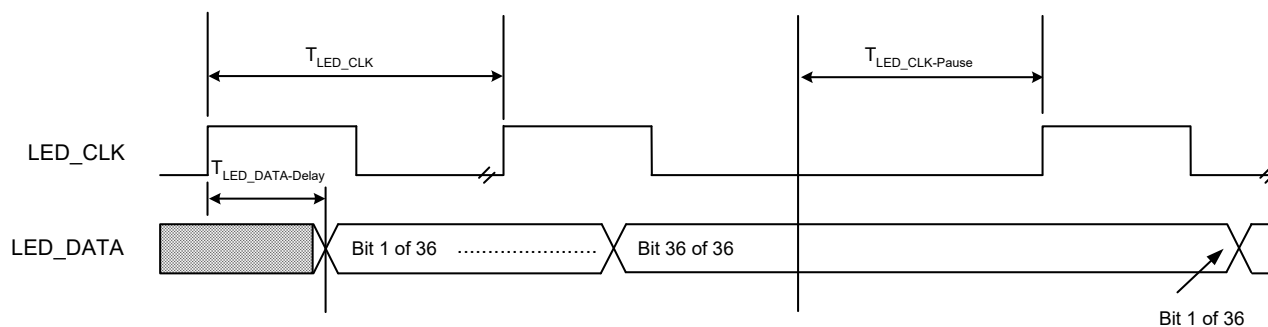 T_LED_CLK
T_LED_CLK-Pause
LED_CLK
T_LED_DATA-Delay
LED_DATA
Bit 1 of 36 ........................ Bit 36 of 36
Bit 1 of 36